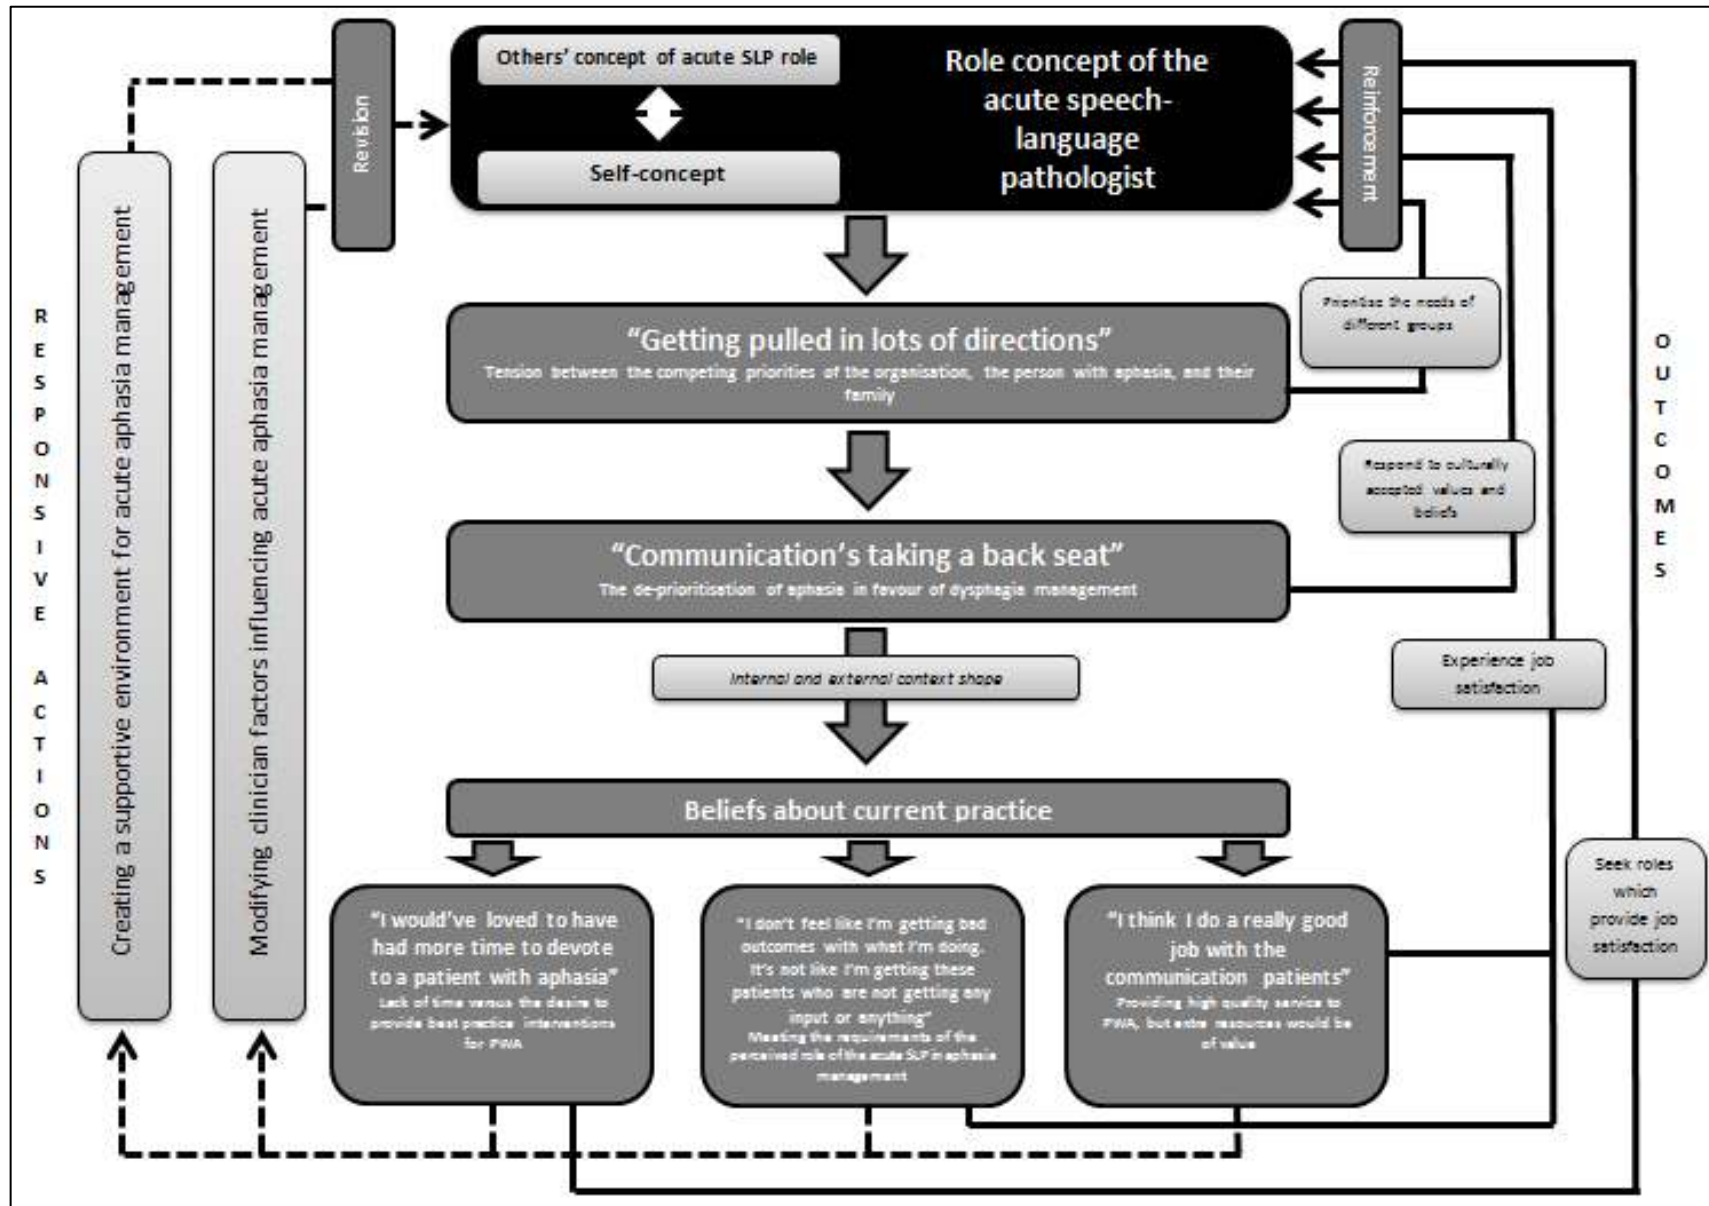 Others' concept of acute SLP role
Self-concept
Role concept of the
acute speech-
language
pathologist
Revision
Reinforcement
RESPONSIVE ACTIONS
Creating a supportive environment for acute aphasia management
Modifying clinician factors influencing acute aphasia management
"Getting pulled in lots of directions"
Tension between the competing priorities of the organisation, the person with aphasia, and their
family
Prioritise the needs of
different groups
OUTCOMES
"Communication's taking a back seat"
The de-prioritisation of aphasia in favour of dysphagia management
Respond to culturally
accepted values and
beliefs
Internal and external context shape
Experience job
satisfaction
Beliefs about current practice
"I would've loved to have
had more time to devote
to a patient with aphasia"
Lack of time versus the desire to
provide best practice interventions
for PWA
"I don't feel like I'm getting bad
outcomes with what I'm doing.
It's not like I'm getting these
patients who are not getting any
input or anything"
Meeting the requirements of the
perceived role of the acute SLP in aphasia
management
"I think I do a really good
job with the
communication patients"
Providing high quality service to
PWA, but extra resources would be
of value
Seek roles
which
provide job
satisfaction